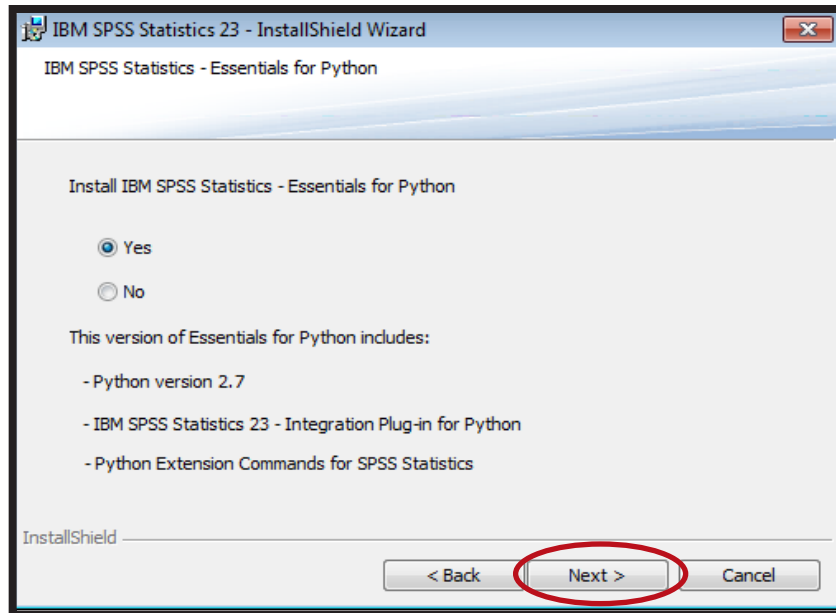 IBM SPSS Statistics 23 - InstallShield Wizard
IBM SPSS Statistics - Essentials for Python
Install IBM SPSS Statistics - Essentials for Python
Yes
No
This version of Essentials for Python includes:
- Python version 2.7
- IBM SPSS Statistics 23 - Integration Plug-in for Python
- Python Extension Commands for SPSS Statistics
InstallShield
< Back Next > Cancel